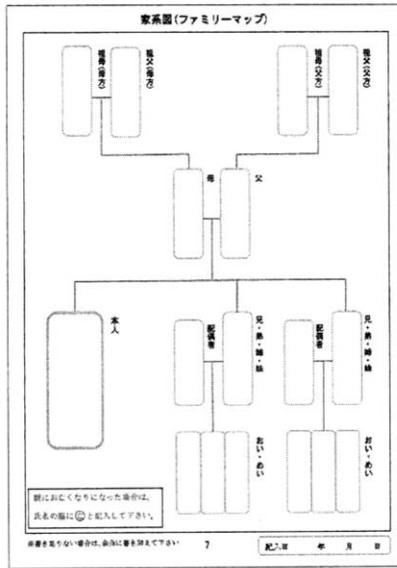 家系図(ファミリーマップ)
祖父(父方)
祖母(父方)
祖父(母方)
祖母(母方)
父
母
兄・弟・姉・妹
配偶者
兄・弟・姉・妹
配偶者
本人
おい・めい
おい・めい
既にお亡くなりになった場合は、
氏名の脇に㋥と記入して下さい。
※書き足りない場合は、余白に書き加えて下さい
7
記入日 年 月 日